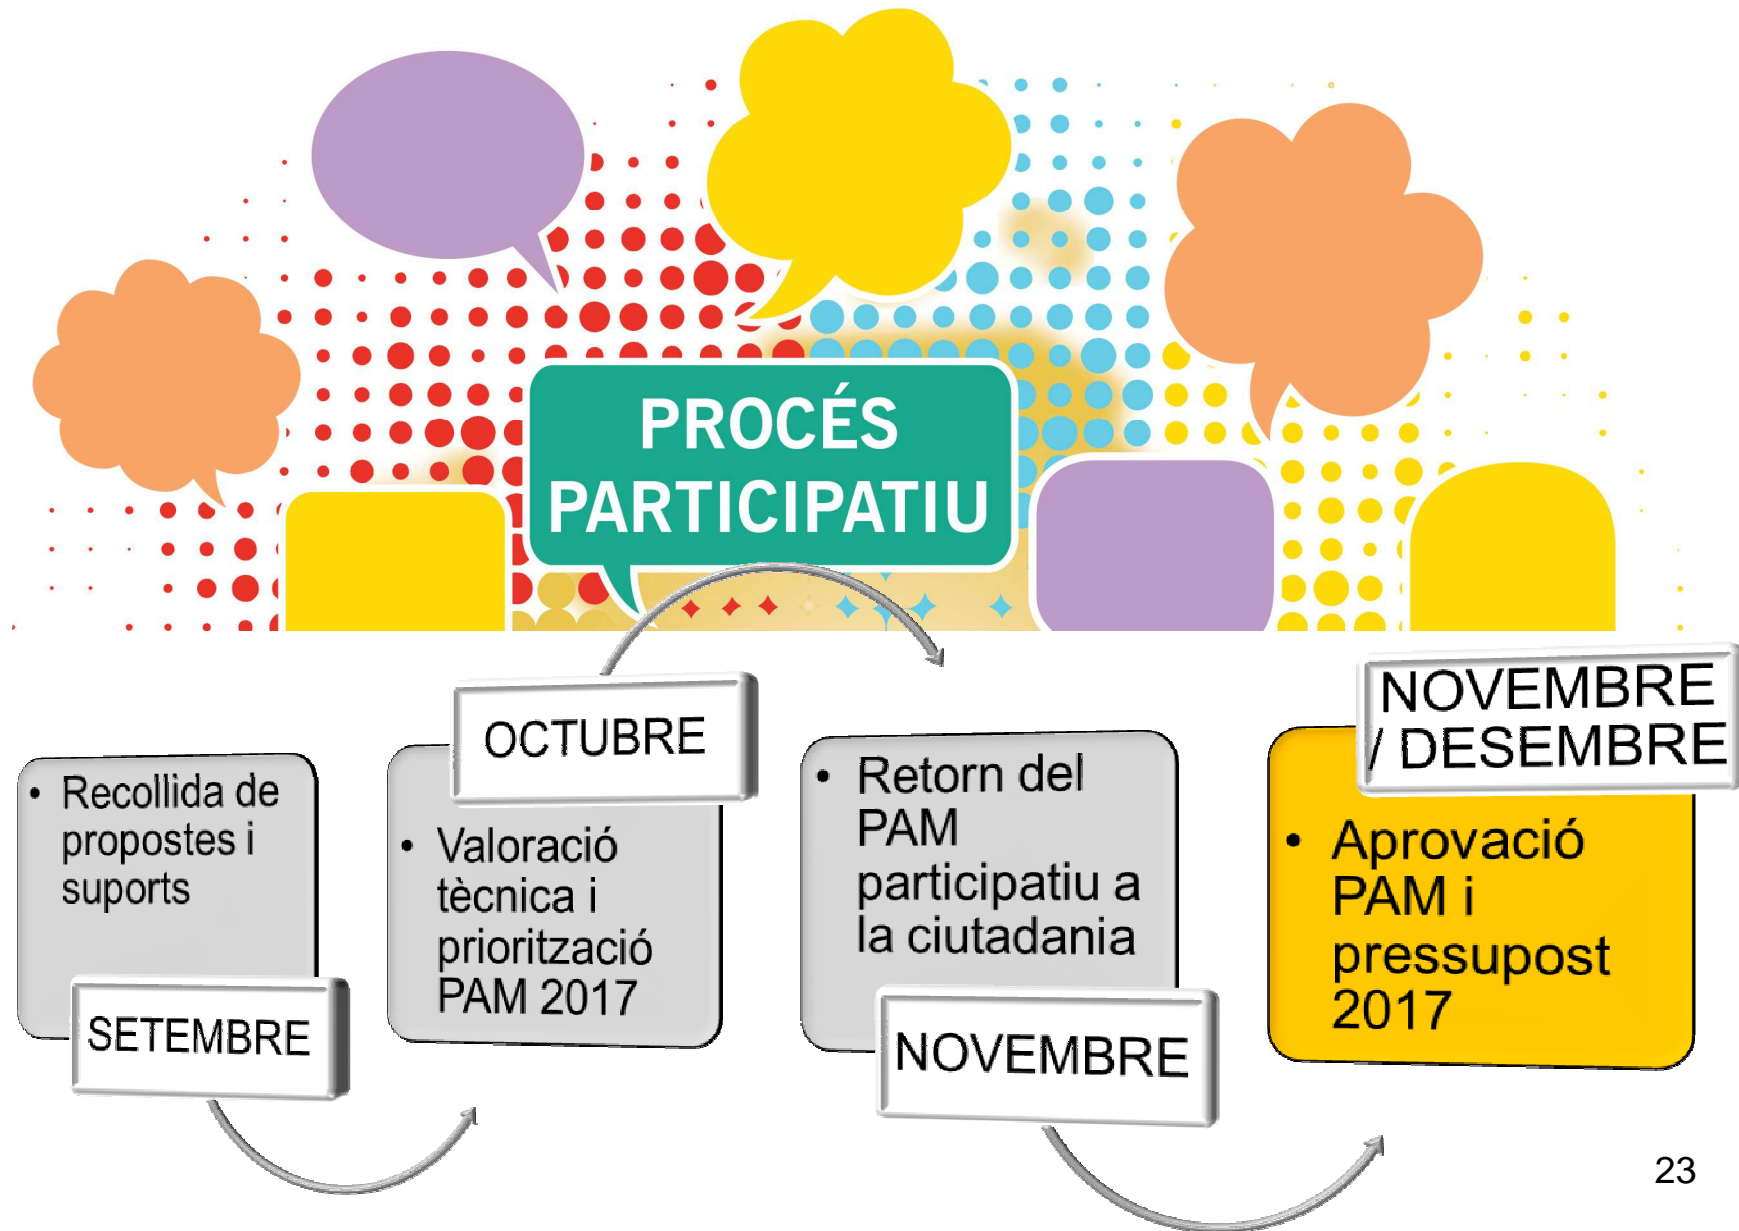 PROCÉS
PARTICIPATIU
• Recollida de
propostes i
suports
SETEMBRE
OCTUBRE
• Valoració
tècnica i
priorització
PAM 2017
• Retorn del
PAM
participatiu a
la ciutadania
NOVEMBRE
NOVEMBRE
/ DESEMBRE
• Aprovació
PAM i
pressupost
2017
23